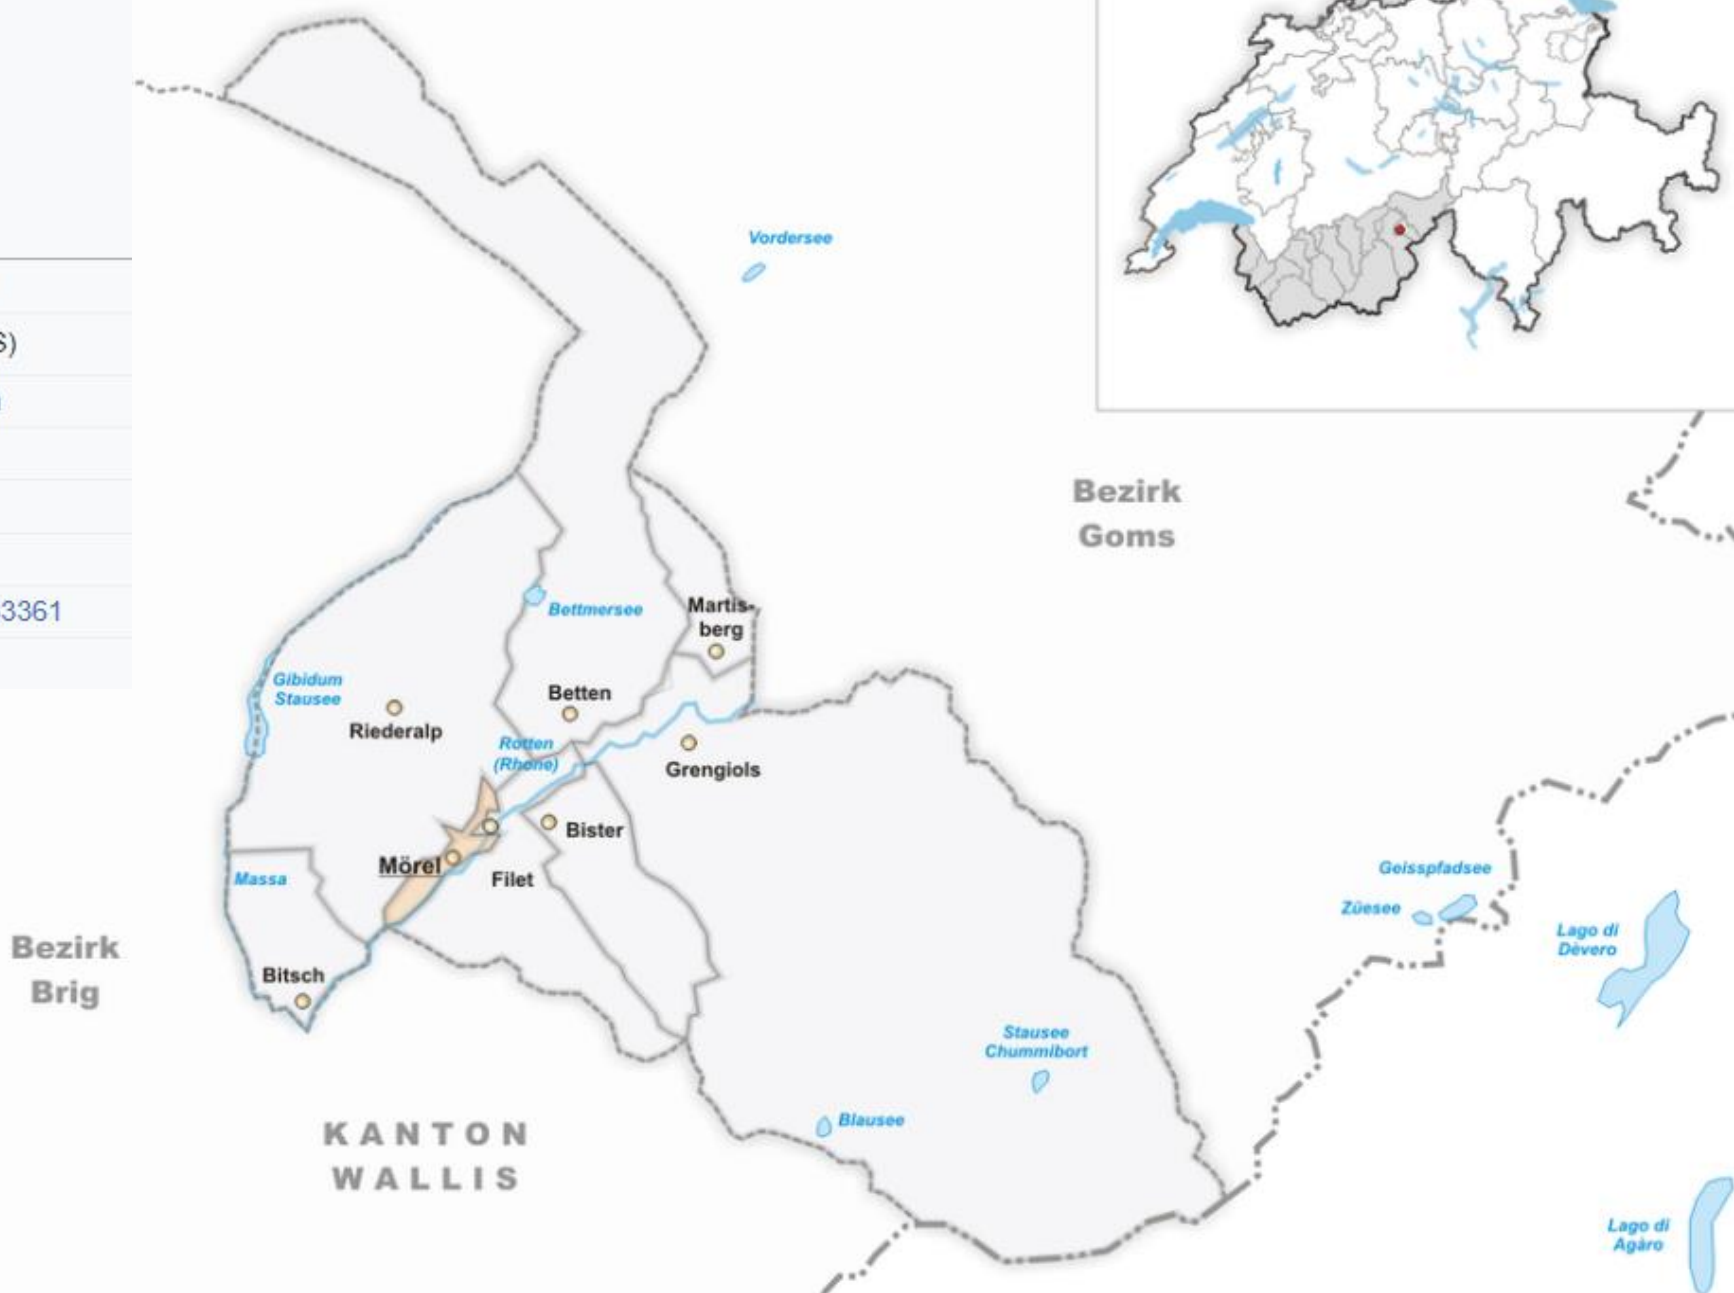 3361
Vordersee
Bezirk
Goms
Martis-
berg
Bettmersee
Gibidum
Stausee
Betten
Riederalp
Rotten
(Rhone)
Grengiols
Bister
Mörel
Filet
Massa
Geisspfadsee
Züesee
Lago di
Dèvero
Bezirk
Brig
Bitsch
Stausee
Chummibort
Blausee
KANTON
WALLIS
Lago di
Agàro